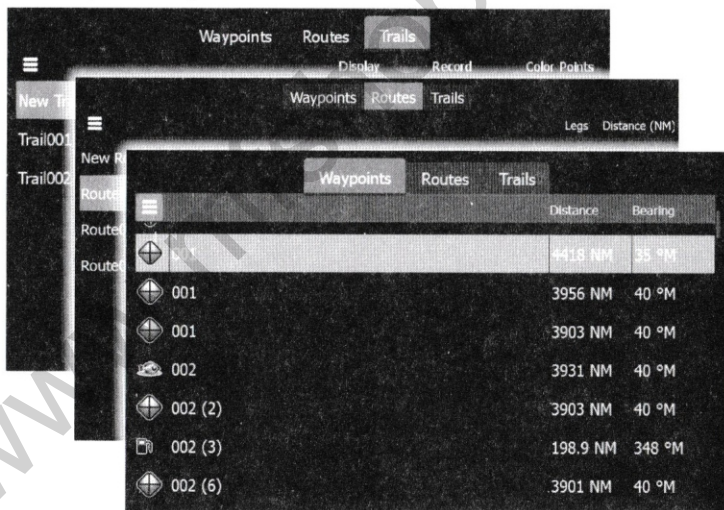 Waypoints Routes Trails
Display Record Color Points
New Tr
Trail001
Trail002
Waypoints Routes Trails
Legs Distance (NM)
New R
Route
Route
Route
Waypoints Routes Trails
Distance Bearing
001 4418 NM 35 °M
001 3956 NM 40 °M
001 3903 NM 40 °M
002 3931 NM 40 °M
002 (2) 3903 NM 40 °M
002 (3) 198.9 NM 348 °M
002 (6) 3901 NM 40 °M